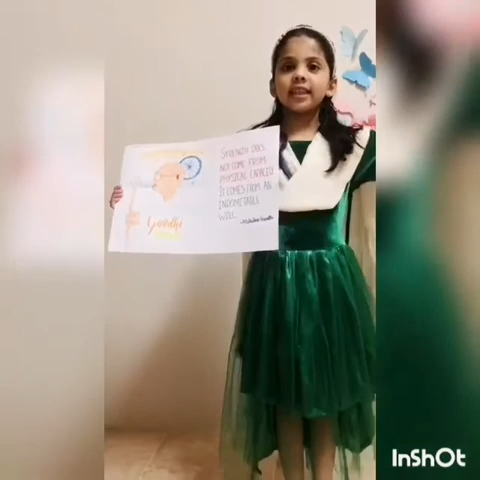 STRENGTH DOES
NOT COME FROM
PHYSICAL CAPACITY
IT COMES FROM AN
INDOMITABLE
WILL.
Gandhi
InShOt